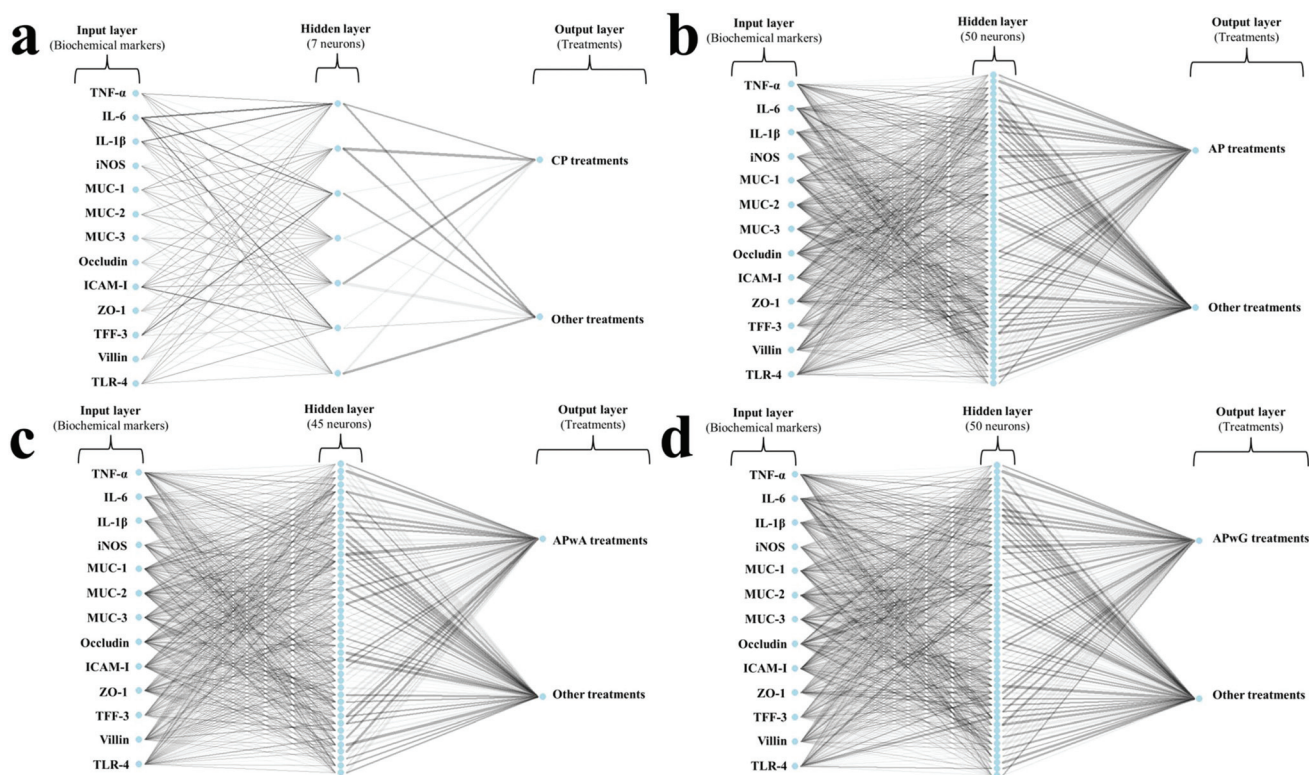 a
Input layer
(Biochemical markers)
Hidden layer
(7 neurons)
Output layer
(Treatments)
TNF-α
IL-6
IL-1β
iNOS
MUC-1
MUC-2
MUC-3
Occludin
ICAM-I
ZO-1
TFF-3
Villin
TLR-4
CP treatments
Other treatments
b
Input layer
(Biochemical markers)
Hidden layer
(50 neurons)
Output layer
(Treatments)
TNF-α
IL-6
IL-1β
iNOS
MUC-1
MUC-2
MUC-3
Occludin
ICAM-I
ZO-1
TFF-3
Villin
TLR-4
AP treatments
Other treatments
c
Input layer
(Biochemical markers)
Hidden layer
(45 neurons)
Output layer
(Treatments)
TNF-α
IL-6
IL-1β
iNOS
MUC-1
MUC-2
MUC-3
Occludin
ICAM-I
ZO-1
TFF-3
Villin
TLR-4
APwA treatments
Other treatments
d
Input layer
(Biochemical markers)
Hidden layer
(50 neurons)
Output layer
(Treatments)
TNF-α
IL-6
IL-1β
iNOS
MUC-1
MUC-2
MUC-3
Occludin
ICAM-I
ZO-1
TFF-3
Villin
TLR-4
APwG treatments
Other treatments